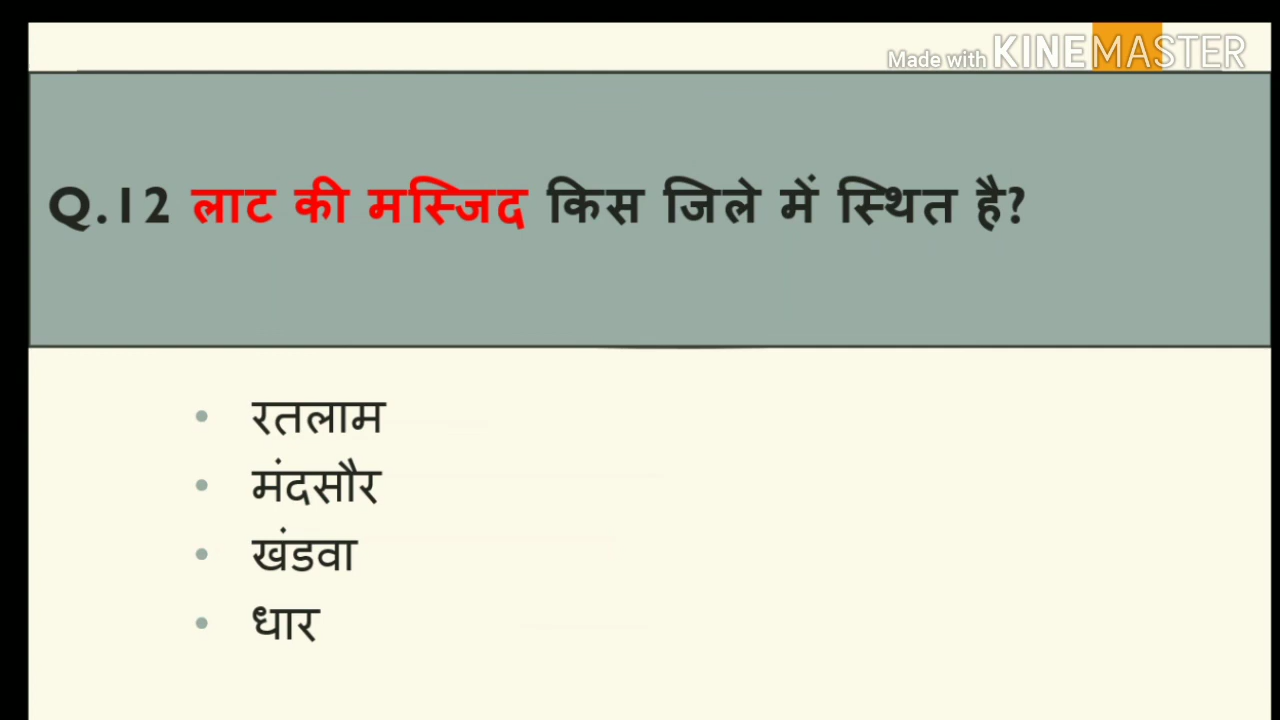 Made with KINEMASTER
Q.12 लाट की मस्जिद किस जिले में स्थित है?
• रतलाम
• मंदसौर
• खंडवा
• धार